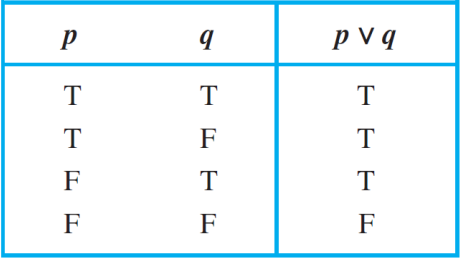 p q p ∨ q
T T T
T F T
F T T
F F F